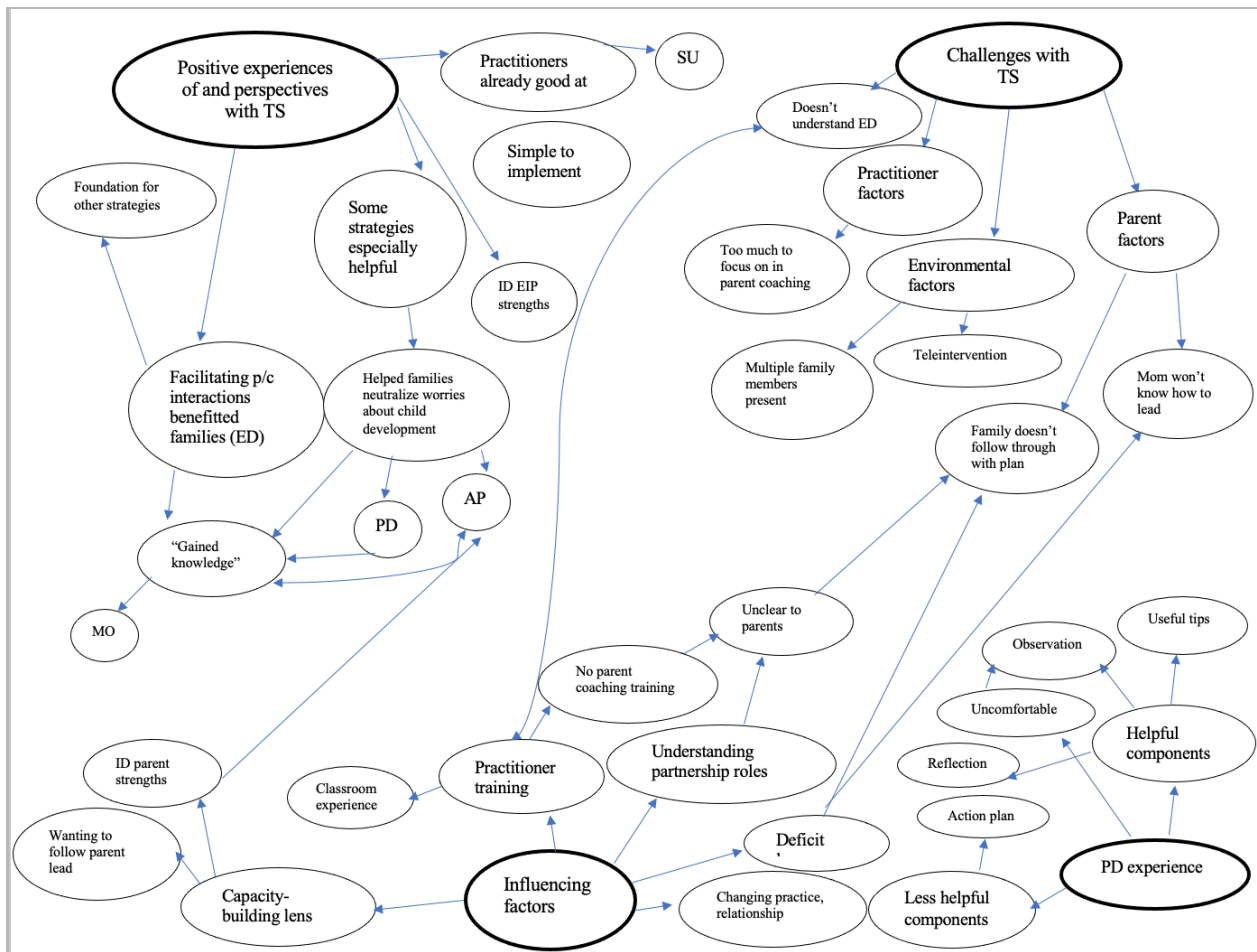 Positive experiences
of and perspectives
with TS
Practitioners
already good at
SU
Challenges with
TS
Doesn’t
understand ED
Simple to
implement
Practitioner
factors
Foundation for
other strategies
Some
strategies
especially
helpful
Parent
factors
Too much to
focus on in
parent coaching
Environmental
factors
ID EIP
strengths
Teleintervention
Multiple family
members
present
Facilitating p/c
interactions
benefitted
families (ED)
Helped families
neutralize worries
about child
development
Mom won’t
know how to
lead
Family doesn’t
follow through
with plan
AP
PD
“Gained
knowledge”
MO
Unclear to
parents
Useful tips
Observation
No parent
coaching training
Uncomfortable
Helpful
components
Understanding
partnership roles
ID parent
strengths
Practitioner
training
Reflection
Classroom
experience
Action plan
Wanting to
follow parent
lead
Deficit
PD experience
Capacity-
building lens
Influencing
factors
Changing practice,
relationship
Less helpful
components